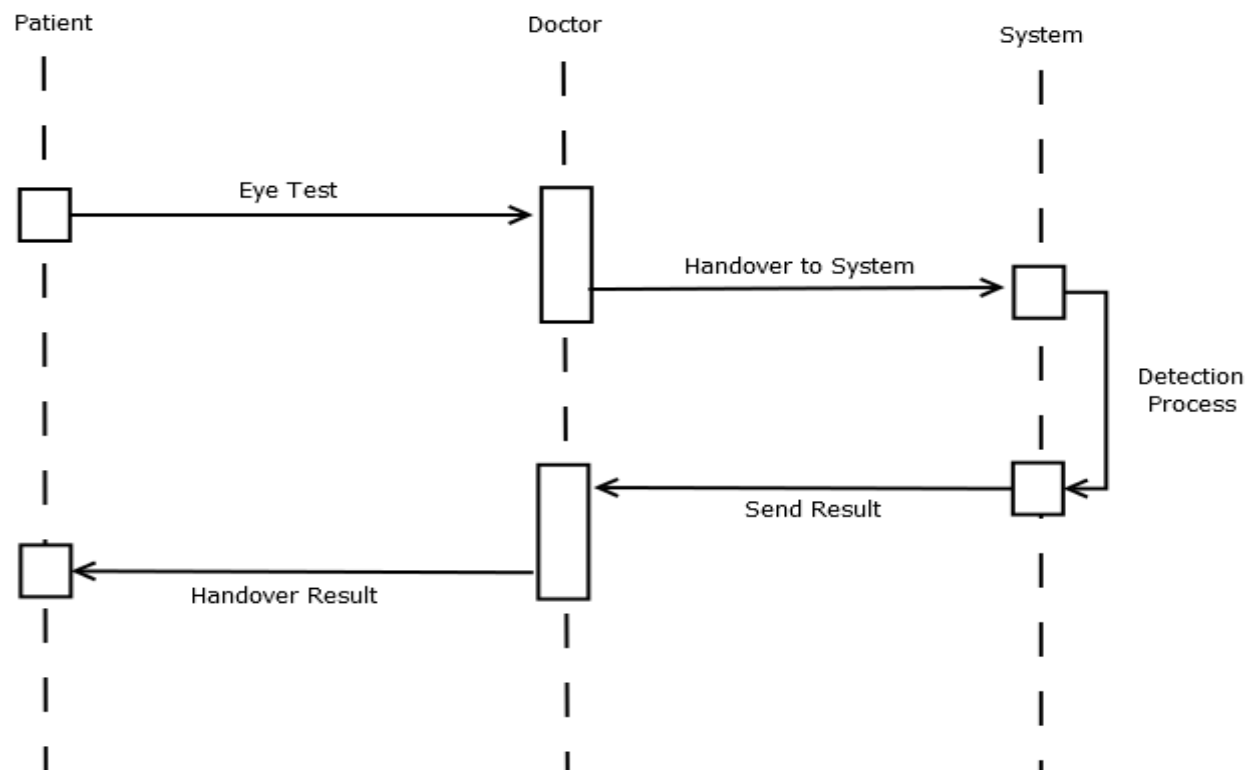 Patient
Doctor
System
Eye Test
Handover to System
Detection
Process
Send Result
Handover Result